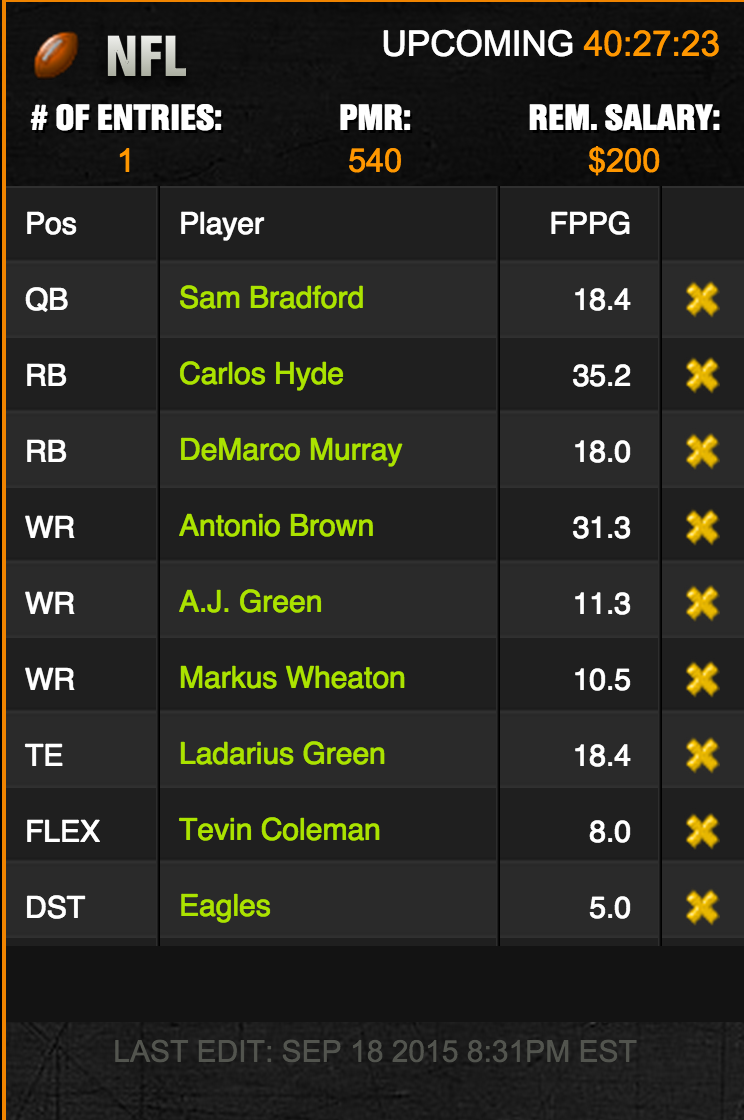 NFL
UPCOMING 40:27:23
# OF ENTRIES: PMR: REM. SALARY:
1 540 $200
Pos Player FPPG
QB Sam Bradford 18.4
RB Carlos Hyde 35.2
RB DeMarco Murray 18.0
WR Antonio Brown 31.3
WR A.J. Green 11.3
WR Markus Wheaton 10.5
TE Ladarius Green 18.4
FLEX Tevin Coleman 8.0
DST Eagles 5.0
LAST EDIT: SEP 18 2015 8:31PM EST